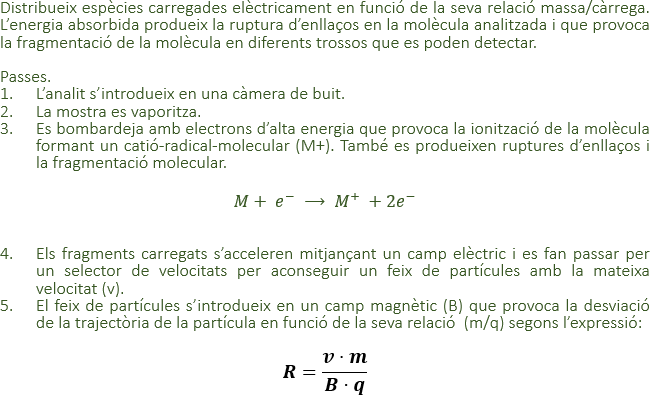 Distribueix espècies carregades elèctricament en funció de la seva relació massa/càrrega.
L'energia absorbida produeix la ruptura d'enllaços en la molècula analitzada i que provoca
la fragmentació de la molècula en diferents trossos que es poden detectar.
Passes.
1. L'analit s'introdueix en una càmera de buit.
2. La mostra es vaporitza.
3. Es bombardeja amb electrons d'alta energia que provoca la ionització de la molècula
formant un catió-radical-molecular (M+). També es produeixen ruptures d'enllaços i
la fragmentació molecular.
M + e⁻ ⟶ M⁺ + 2e⁻
4. Els fragments carregats s'acceleren mitjançant un camp elèctric i es fan passar per
un selector de velocitats per aconseguir un feix de partícules amb la mateixa
velocitat (v).
5. El feix de partícules s'introdueix en un camp magnètic (B) que provoca la desviació
de la trajectòria de la partícula en funció de la seva relació (m/q) segons l'expressió:
R = v · m / B · q